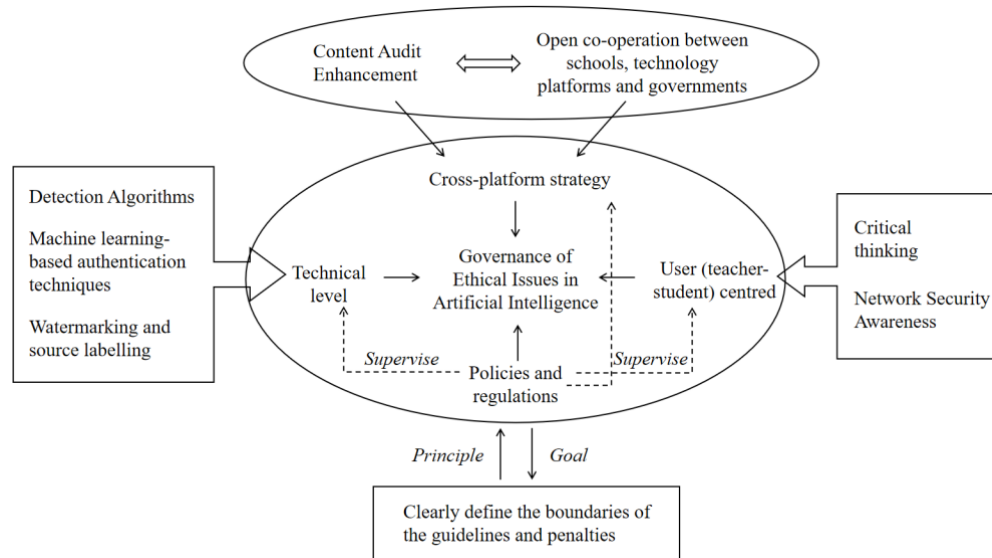 Content Audit
Enhancement
Open co-operation between
schools, technology
platforms and governments
Cross-platform strategy
Detection Algorithms
Machine learning-
based authentication
techniques
Watermarking and
source labelling
Technical
level
Governance of
Ethical Issues in
Artificial Intelligence
User (teacher-
student) centred
Critical
thinking
Network Security
Awareness
Supervise
Supervise
Policies and
regulations
Principle
Goal
Clearly define the boundaries of
the guidelines and penalties